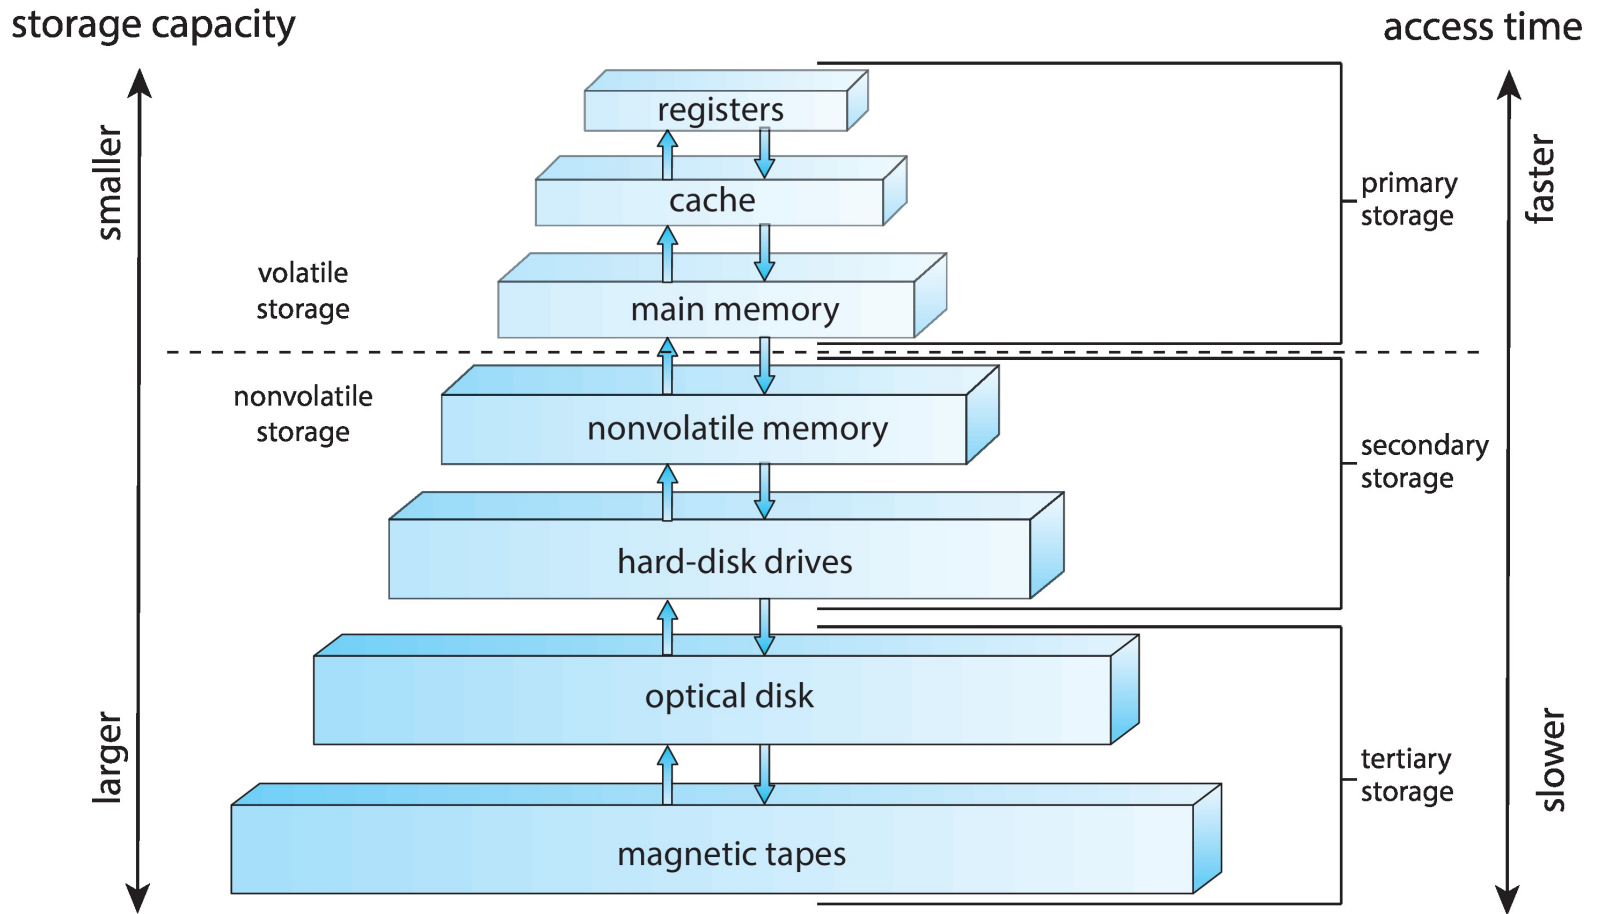 storage capacity
access time
smaller
larger
registers
cache
main memory
nonvolatile memory
hard-disk drives
optical disk
magnetic tapes
volatile
storage
nonvolatile
storage
primary
storage
secondary
storage
tertiary
storage
faster
slower